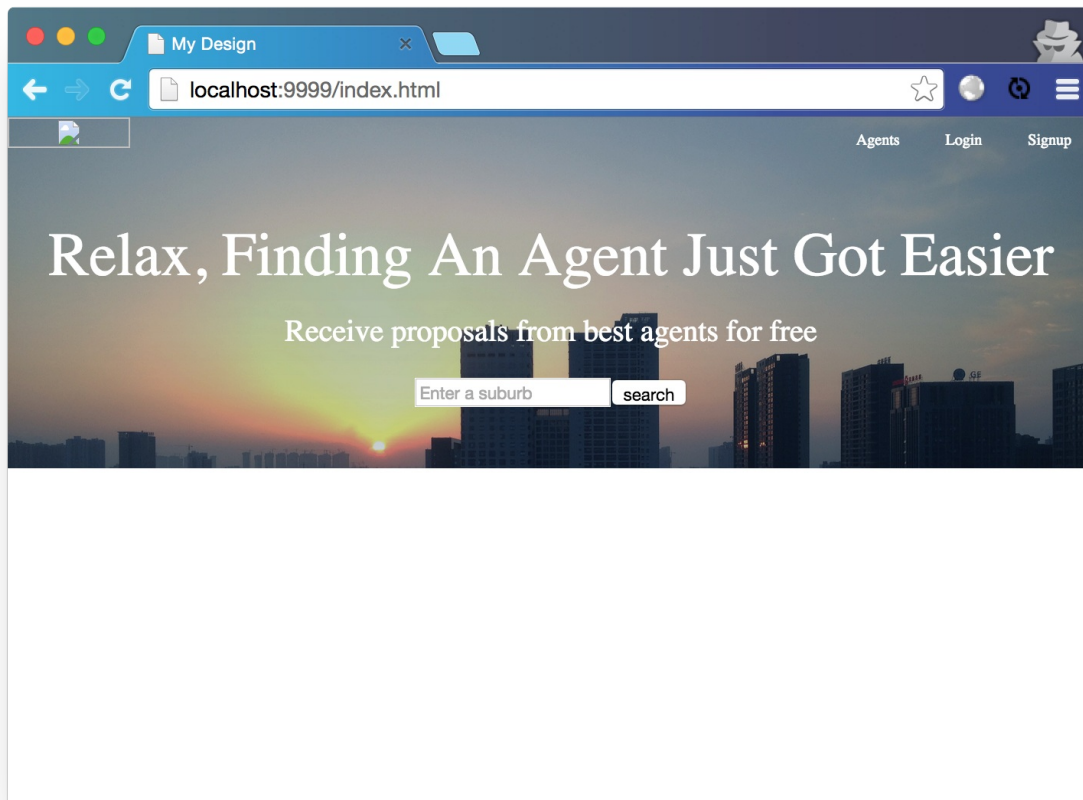 My Design
localhost:9999/index.html
Agents Login Signup
Relax, Finding An Agent Just Got Easier
Receive proposals from best agents for free
Enter a suburb search
GE